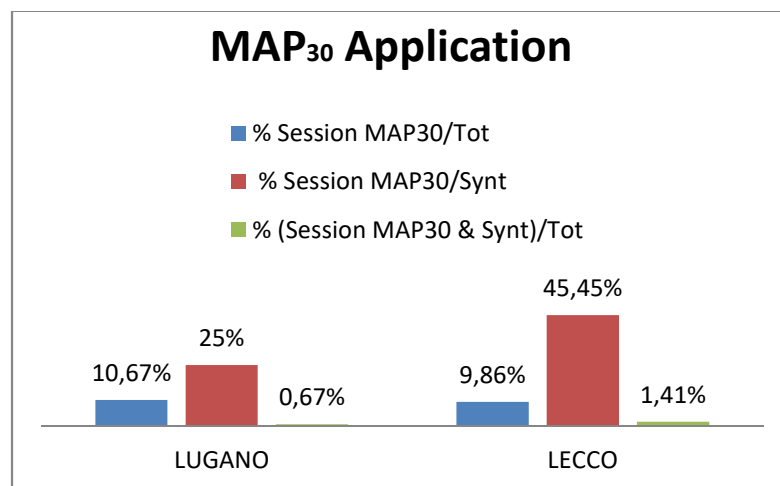 MAP₃₀ Application
% Session MAP30/Tot
% Session MAP30/Synt
% (Session MAP30 & Synt)/Tot
10,67%
25%
0,67%
9,86%
45,45%
1,41%
LUGANO
LECCO